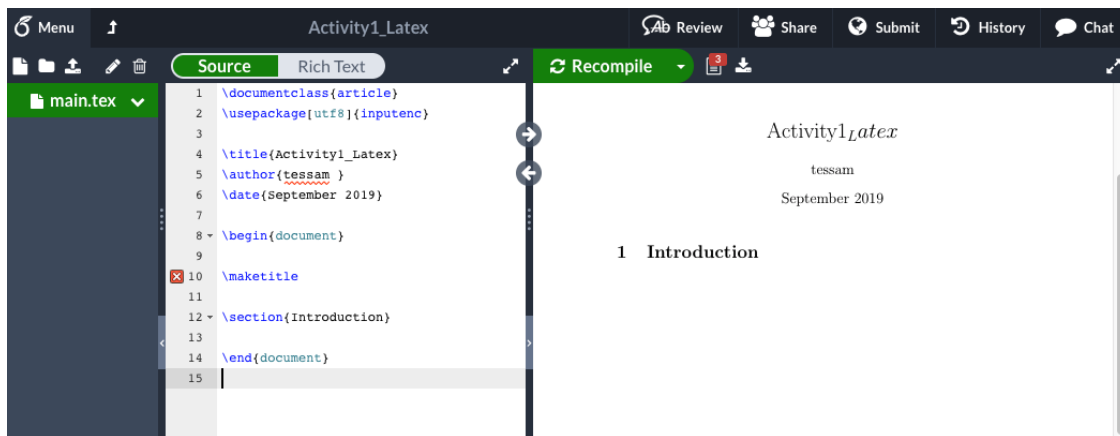 Menu Activity1_Latex Review Share Submit History Chat
Source Rich Text Recompile 3
main.tex
1 \documentclass{article}
2 \usepackage[utf8]{inputenc}
3
4 \title{Activity1_Latex}
5 \author{tessam }
6 \date{September 2019}
7
8 \begin{document}
9
10 \maketitle
11
12 \section{Introduction}
13
14 \end{document}
15
Activity1_Latex
tessam
September 2019
1 Introduction